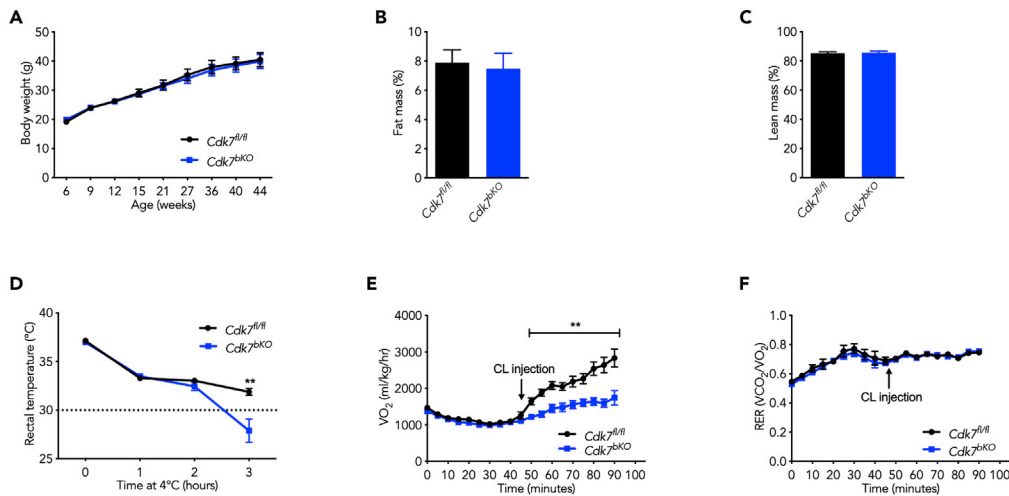 A
Body weight (g)
50
40
30
20
10
0
6 9 12 15 21 27 36 40 44
Age (weeks)
Cdk7fl/fl
Cdk7bKO
B
Fat mass (%)
10
8
6
4
2
0
Cdk7fl/fl
Cdk7bKO
C
Lean mass (%)
100
80
60
40
20
0
Cdk7fl/fl
Cdk7bKO
D
Rectal temperature (°C)
40
35
30
25
0 1 2 3
Time at 4°C (hours)
Cdk7fl/fl
Cdk7bKO
**
E
VO2 (ml/kg/hr)
4000
3000
2000
1000
0
0 10 20 30 40 50 60 70 80 90 100
Time (minutes)
**
CL injection
Cdk7fl/fl
Cdk7bKO
F
RER (VCO2/VO2)
1.0
0.8
0.6
0.4
0.2
0.0
0 10 20 30 40 50 60 70 80 90 100
Time (minutes)
CL injection
Cdk7fl/fl
Cdk7bKO